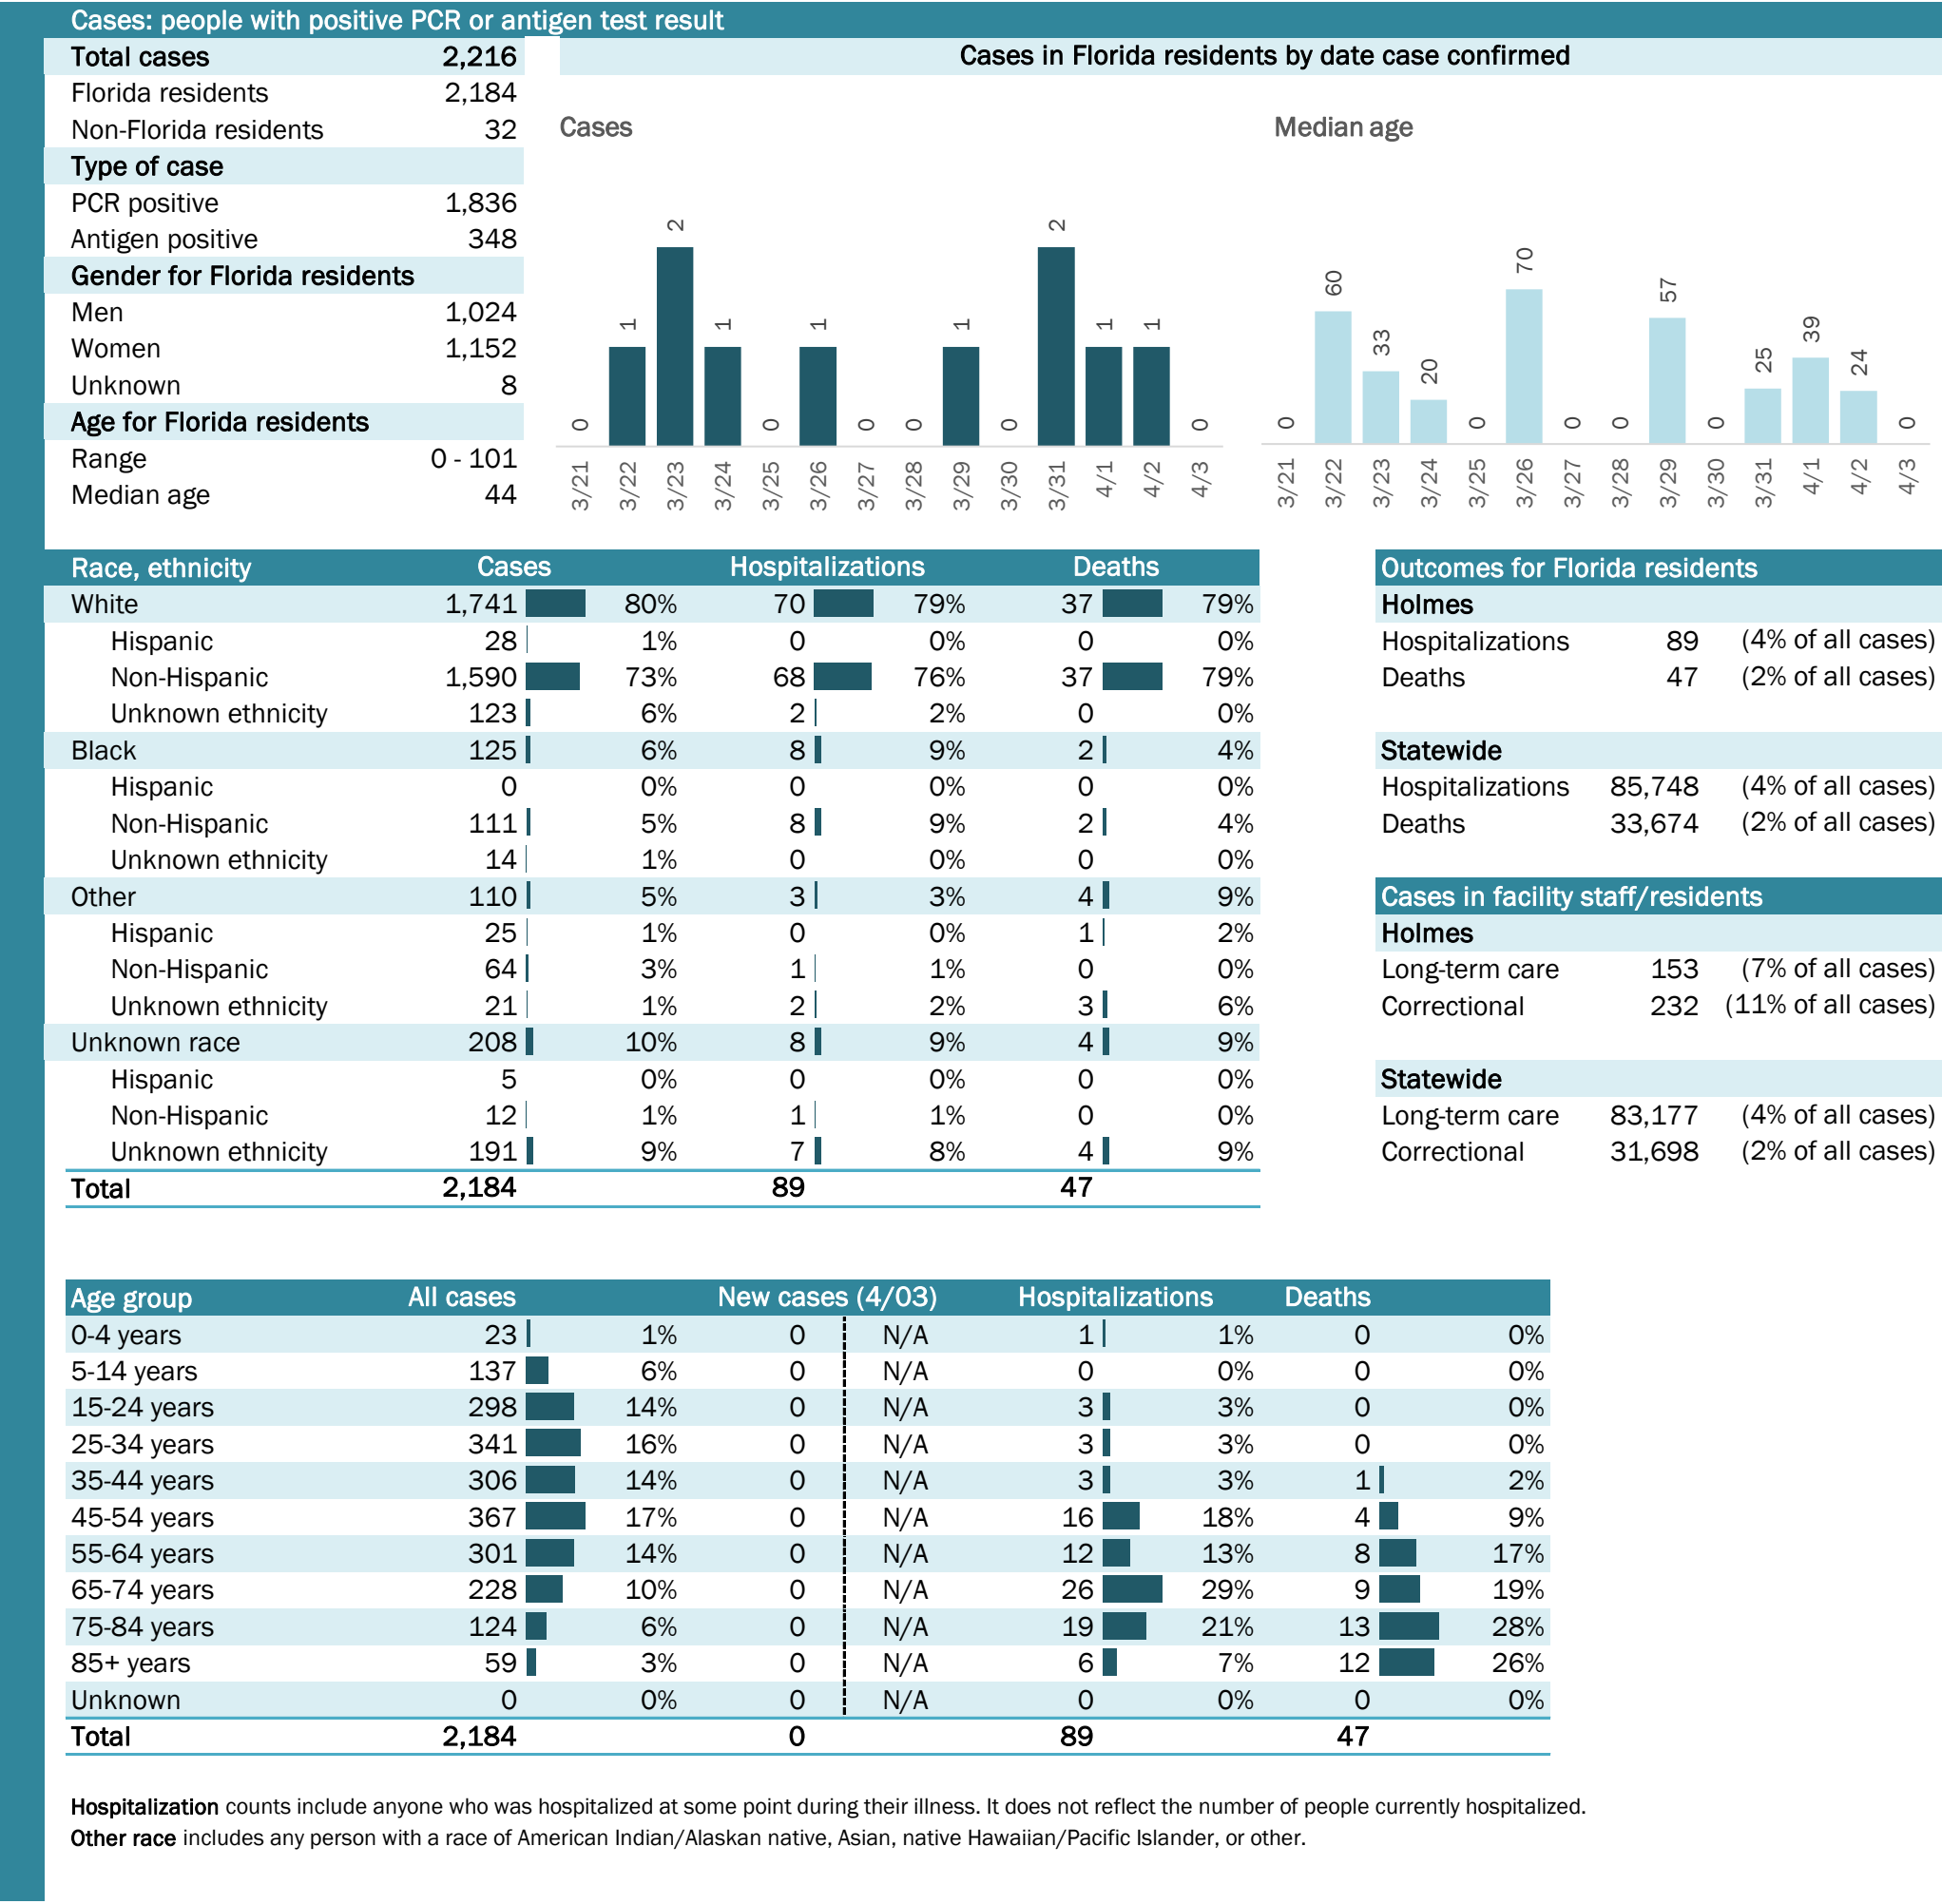 Cases: people with positive PCR or antigen test result
Total cases 2,216
Florida residents 2,184
Non-Florida residents 32
Type of case
PCR positive 1,836
Antigen positive 348
Gender for Florida residents
Men 1,024
Women 1,152
Unknown 8
Age for Florida residents
Range 0 - 101
Median age 44
Cases in Florida residents by date case confirmed
Cases
0 1 2 1 0 1 0 0 1 0 2 1 1 0
3/21 3/22 3/23 3/24 3/25 3/26 3/27 3/28 3/29 3/30 3/31 4/1 4/2 4/3
Median age
0 60 33 20 0 70 0 0 57 0 25 39 24 0
3/21 3/22 3/23 3/24 3/25 3/26 3/27 3/28 3/29 3/30 3/31 4/1 4/2 4/3
Race, ethnicity Cases Hospitalizations Deaths
White 1,741 80% 70 79% 37 79%
Hispanic 28 1% 0 0% 0 0%
Non-Hispanic 1,590 73% 68 76% 37 79%
Unknown ethnicity 123 6% 2 2% 0 0%
Black 125 6% 8 9% 2 4%
Hispanic 0 0% 0 0% 0 0%
Non-Hispanic 111 5% 8 9% 2 4%
Unknown ethnicity 14 1% 0 0% 0 0%
Other 110 5% 3 3% 4 9%
Hispanic 25 1% 0 0% 1 2%
Non-Hispanic 64 3% 1 1% 0 0%
Unknown ethnicity 21 1% 2 2% 3 6%
Unknown race 208 10% 8 9% 4 9%
Hispanic 5 0% 0 0% 0 0%
Non-Hispanic 12 1% 1 1% 0 0%
Unknown ethnicity 191 9% 7 8% 4 9%
Total 2,184 89 47
Outcomes for Florida residents
Holmes
Hospitalizations 89 (4% of all cases)
Deaths 47 (2% of all cases)
Statewide
Hospitalizations 85,748 (4% of all cases)
Deaths 33,674 (2% of all cases)
Cases in facility staff/residents
Holmes
Long-term care 153 (7% of all cases)
Correctional 232 (11% of all cases)
Statewide
Long-term care 83,177 (4% of all cases)
Correctional 31,698 (2% of all cases)
Age group All cases New cases (4/03) Hospitalizations Deaths
0-4 years 23 1% 0 N/A 1 1% 0 0%
5-14 years 137 6% 0 N/A 0 0% 0 0%
15-24 years 298 14% 0 N/A 3 3% 0 0%
25-34 years 341 16% 0 N/A 3 3% 0 0%
35-44 years 306 14% 0 N/A 3 3% 1 2%
45-54 years 367 17% 0 N/A 16 18% 4 9%
55-64 years 301 14% 0 N/A 12 13% 8 17%
65-74 years 228 10% 0 N/A 26 29% 9 19%
75-84 years 124 6% 0 N/A 19 21% 13 28%
85+ years 59 3% 0 N/A 6 7% 12 26%
Unknown 0 0% 0 N/A 0 0% 0 0%
Total 2,184 0 89 47
Hospitalization counts include anyone who was hospitalized at some point during their illness. It does not reflect the number of people currently hospitalized.
Other race includes any person with a race of American Indian/Alaskan native, Asian, native Hawaiian/Pacific Islander, or other.